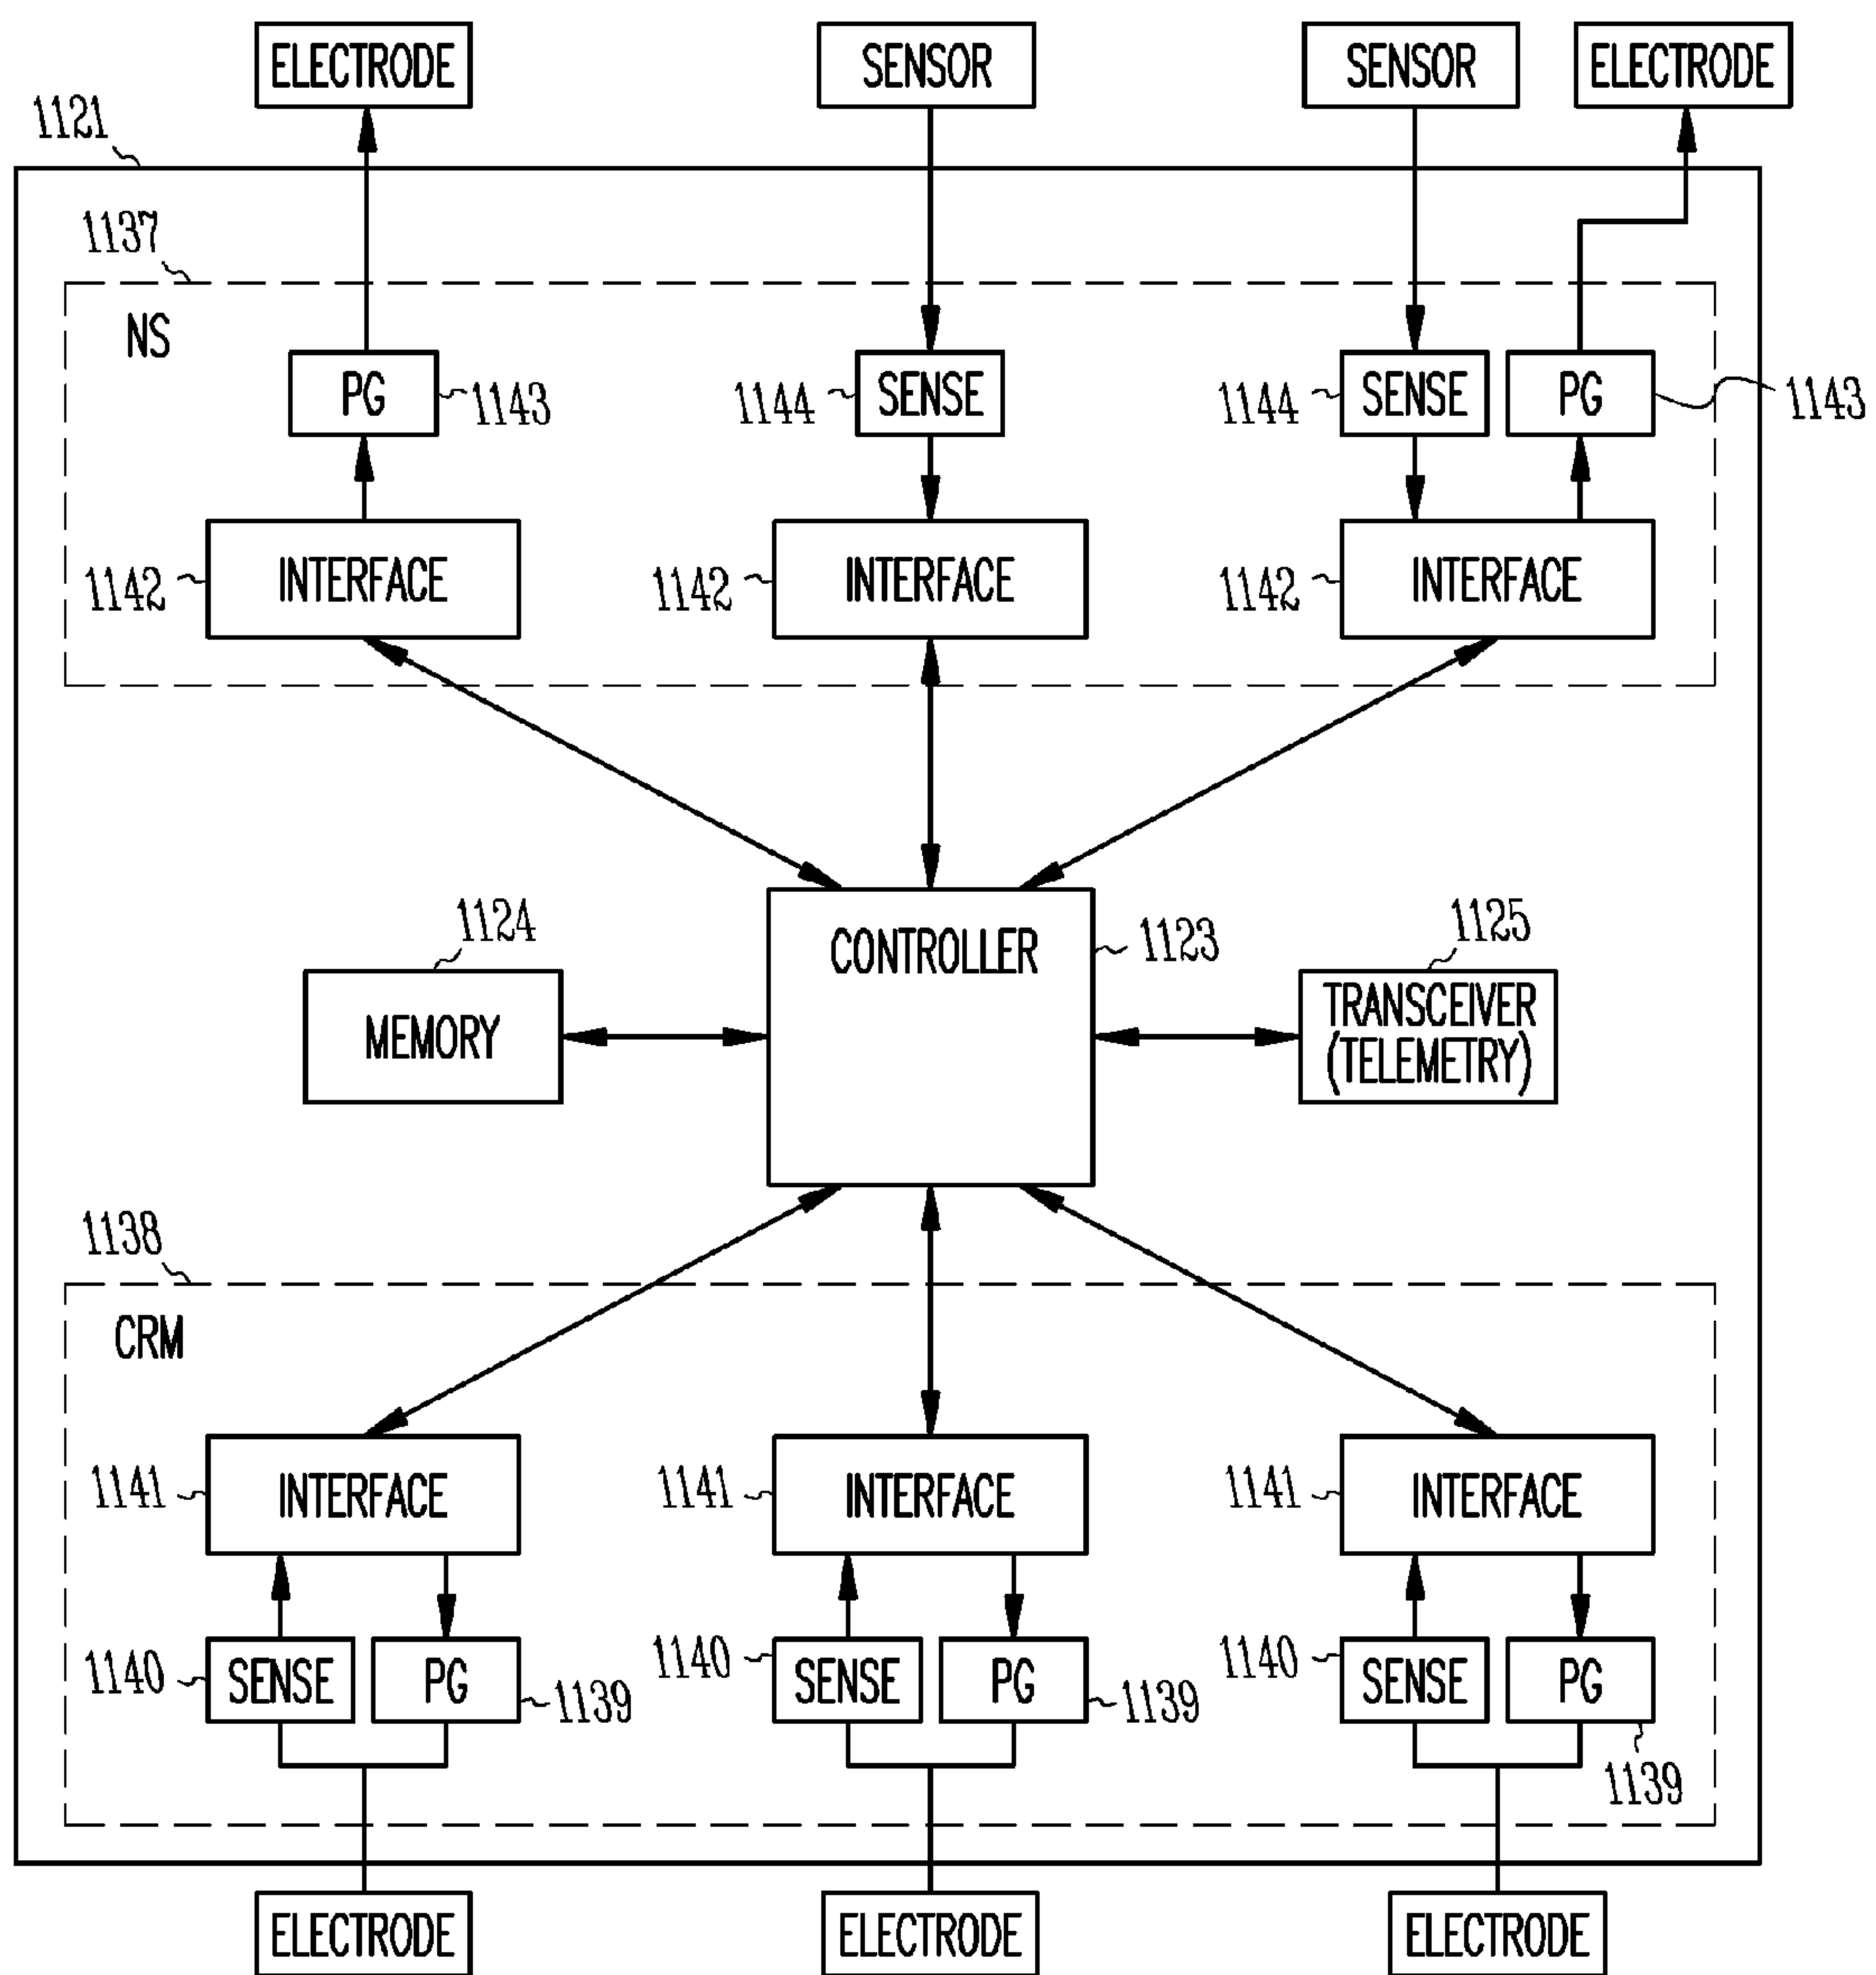 ELECTRODE
SENSOR
SENSOR
ELECTRODE
1121
1137
NS
PG
1143
1144
SENSE
1144
SENSE
PG
1143
1142
INTERFACE
1142
INTERFACE
1142
INTERFACE
1124
MEMORY
CONTROLLER
1123
1125
TRANSCEIVER
(TELEMETRY)
1138
CRM
1141
INTERFACE
1141
INTERFACE
1141
INTERFACE
1140
SENSE
PG
1139
1140
SENSE
PG
1139
1140
SENSE
PG
1139
ELECTRODE
ELECTRODE
ELECTRODE